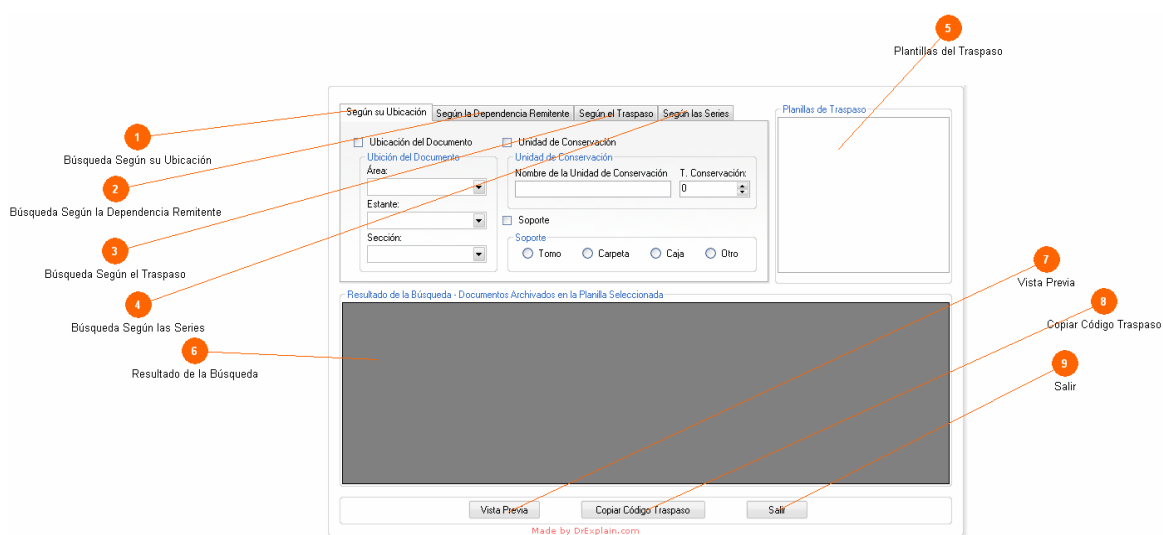 5
Plantillas del Traspaso
Según su Ubicación
Según la Dependencia Remitente
Según el Traspaso
Según las Series
Planillas de Traspaso
1
Búsqueda Según su Ubicación
Ubicación del Documento
Unidad de Conservación
Ubición del Documento
Unidad de Conservación
Área:
Nombre de la Unidad de Conservación
T. Conservación:
0
2
Búsqueda Según la Dependencia Remitente
Estante:
Soporte
Sección:
Soporte
Tomo
Carpeta
Caja
Otro
3
Búsqueda Según el Traspaso
7
Vista Previa
4
Búsqueda Según las Series
Resultado de la Búsqueda - Documentos Archivados en la Planilla Seleccionada
8
Copiar Código Traspaso
6
Resultado de la Búsqueda
9
Salir
Vista Previa
Copiar Código Traspaso
Salir
Made by DrExplain.com